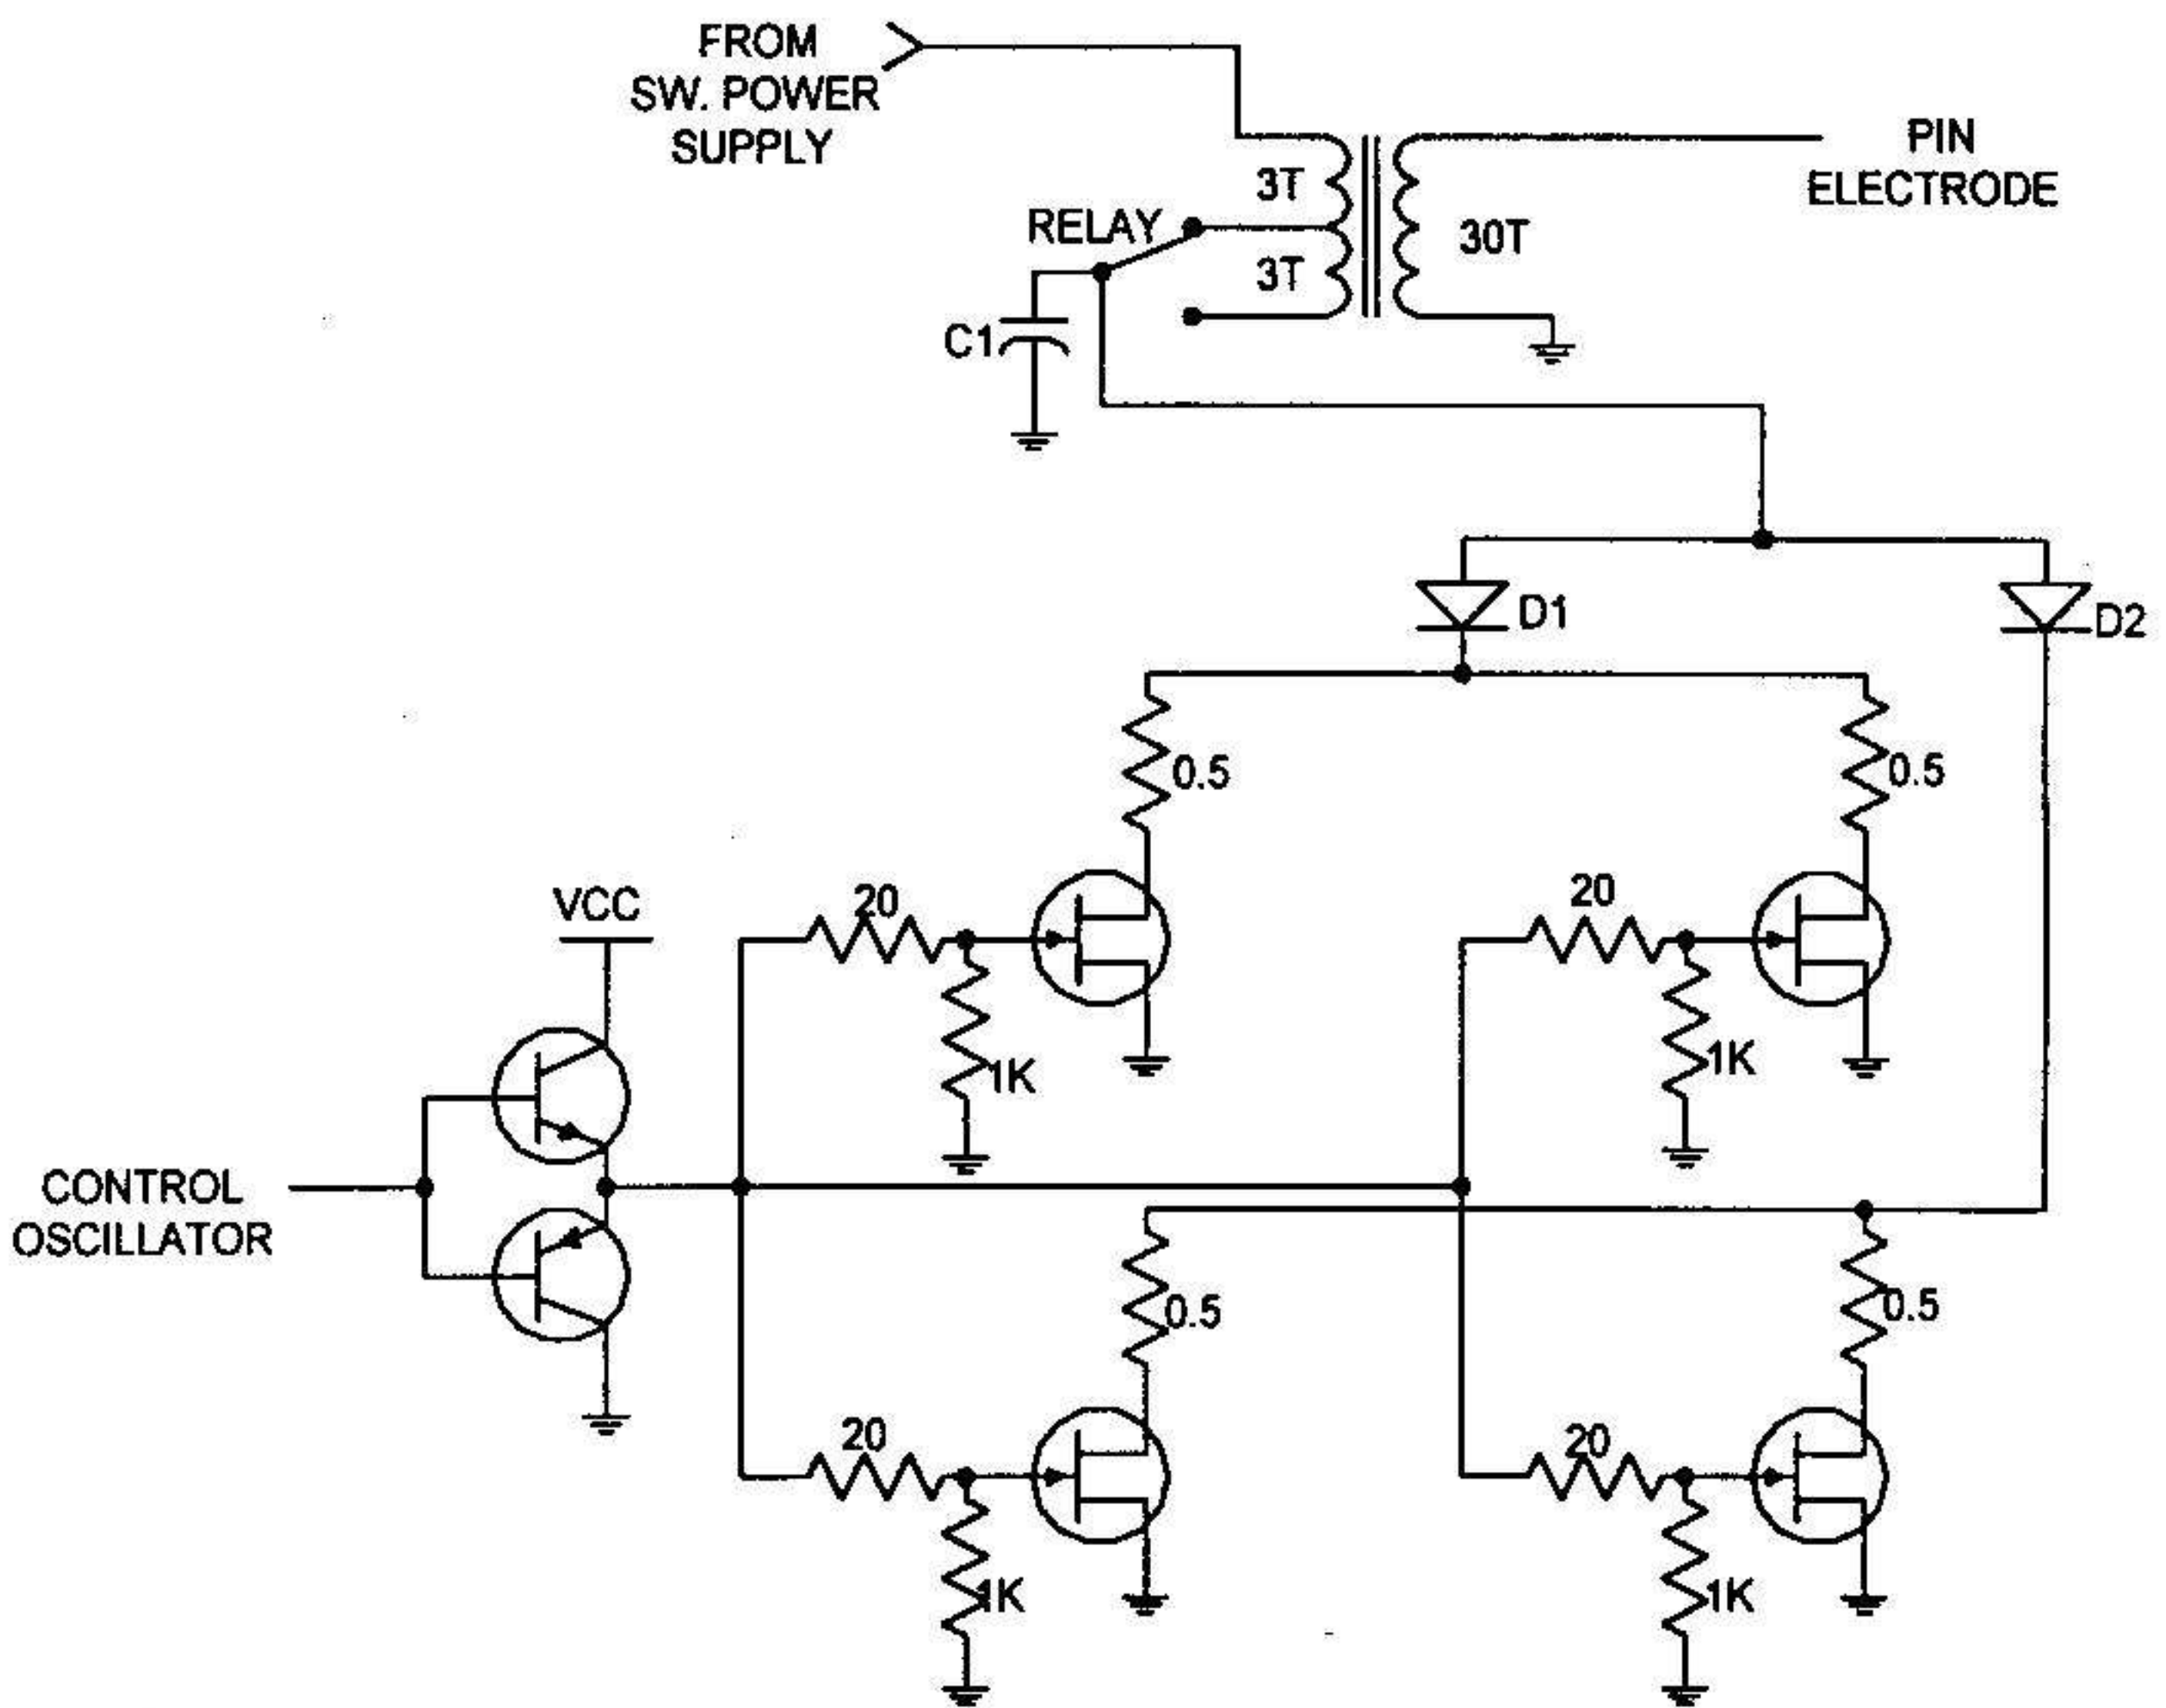 FROM
SW. POWER
SUPPLY
PIN
ELECTRODE
3T
RELAY
30T
3T
C1
D1
D2
0.5
0.5
VCC
20
20
1K
1K
CONTROL
OSCILLATOR
0.5
0.5
20
20
1K
1K